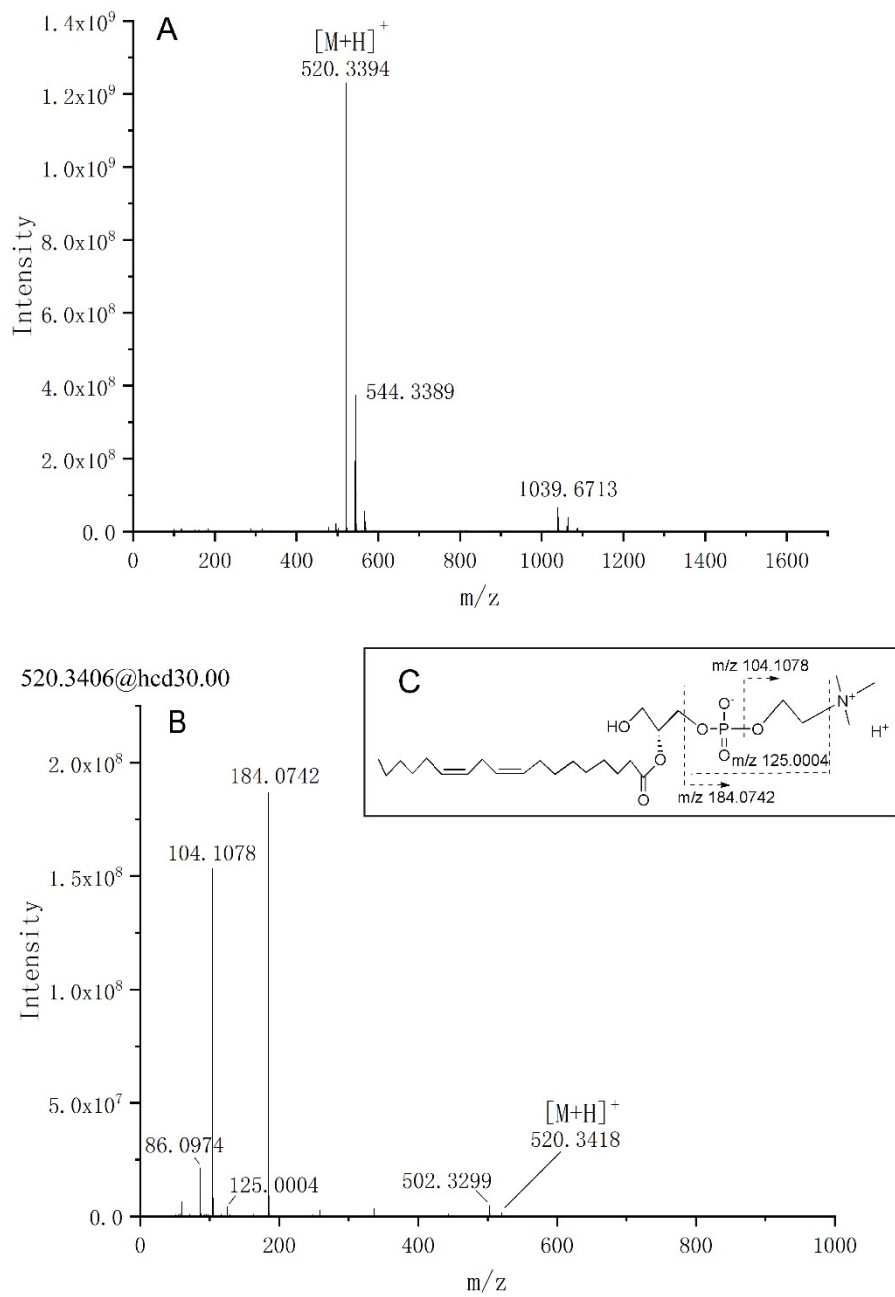 A
[M+H]+
520.3394
544.3389
1039.6713
1.4x10^9
1.2x10^9
1.0x10^9
8.0x10^8
6.0x10^8
4.0x10^8
2.0x10^8
0.0
Intensity
0 200 400 600 800 1000 1200 1400 1600
m/z
520.3406@hcd30.00
B
184.0742
104.1078
86.0974
125.0004
502.3299
[M+H]+
520.3418
2.0x10^8
1.5x10^8
1.0x10^8
5.0x10^7
0.0
Intensity
0 200 400 600 800 1000
m/z
C
m/z 104.1078
O-
N+
HO
O
P
O
H+
O
O
m/z 125.0004
O
m/z 184.0742